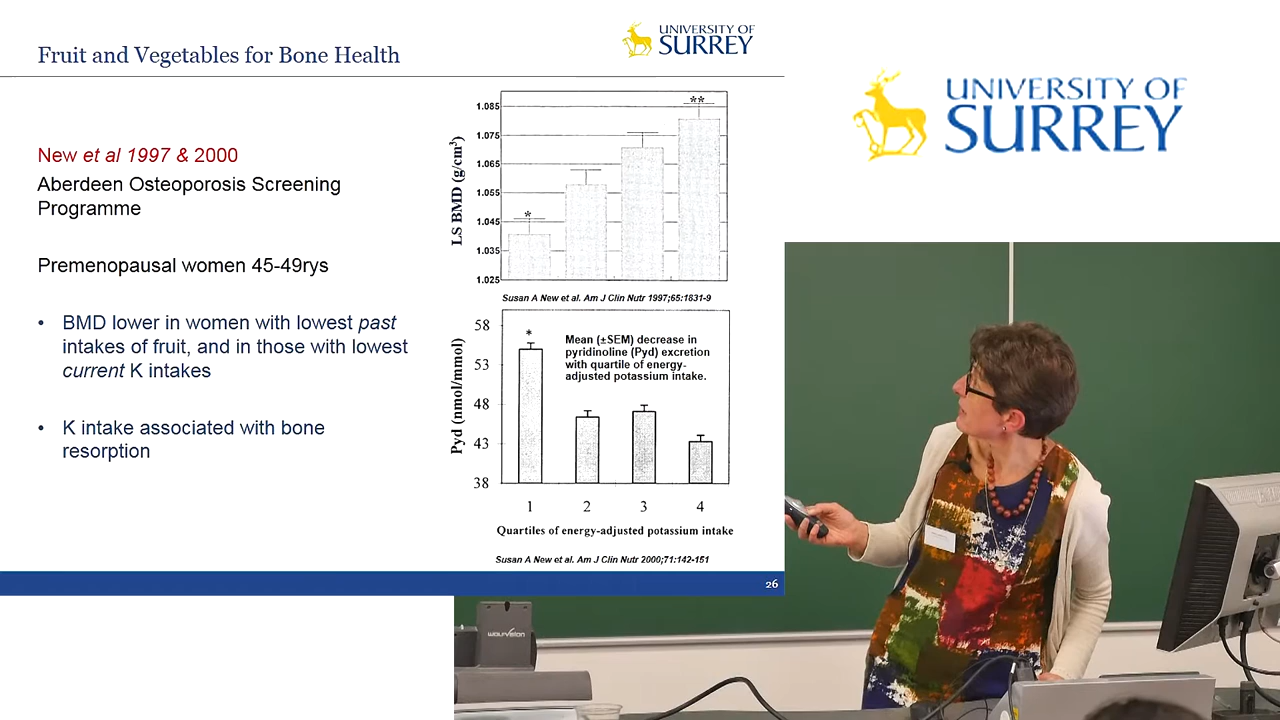 Fruit and Vegetables for Bone Health
UNIVERSITY OF
SURREY
New et al 1997 & 2000
Aberdeen Osteoporosis Screening
Programme
Premenopausal women 45-49rys
• BMD lower in women with lowest past
intakes of fruit, and in those with lowest
current K intakes
• K intake associated with bone
resorption
LS BMD (g/cm³)
1.085
1.075
1.065
1.055
1.045
1.035
1.025
*
**
Susan A New et al. Am J Clin Nutr 1997;65:1831-9
Pyd (nmol/mmol)
58
53
48
43
38
*
Mean (±SEM) decrease in
pyridinoline (Pyd) excretion
with quartile of energy-
adjusted potassium intake.
1 2 3 4
Quartiles of energy-adjusted potassium intake
Susan A New et al. Am J Clin Nutr 2000;71:142-151
26
UNIVERSITY OF
SURREY
wolfvision